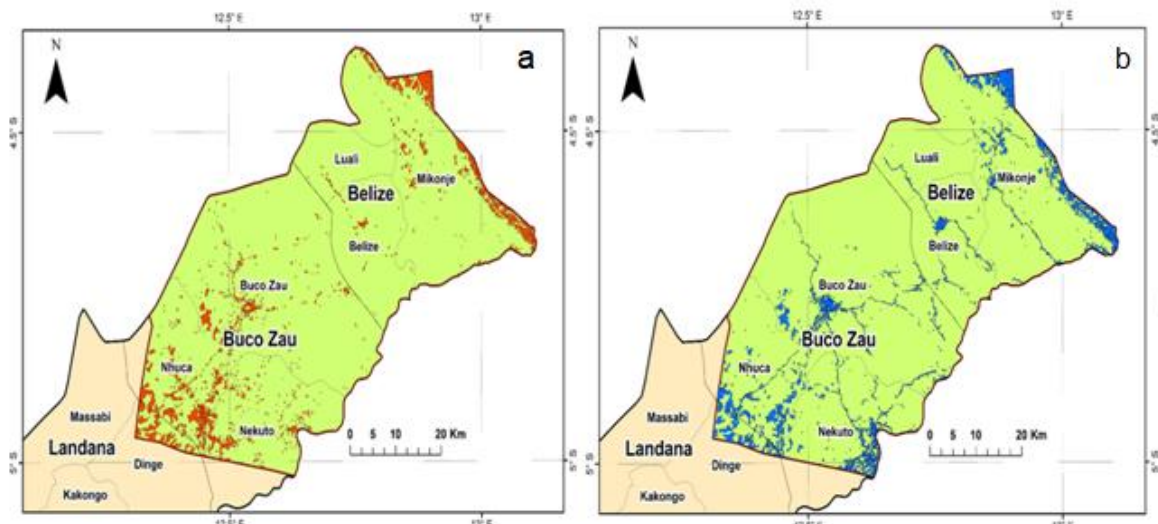 12.5° E
13° E
a
N
4.5° S
Luali
Mikonje
Belize
Belize
Buco Zau
Buco Zau
Nhuca
Massabi
Nekuto
0 5 10 20 Km
Landana
Dinge
5° S
Kakongo
12.5° E
13° E
b
N
4.5° S
Luali
Mikonje
Belize
Belize
Buco Zau
Buco Zau
Nhuca
Massabi
Nekuto
0 5 10 20 Km
Landana
Dinge
5° S
Kakongo